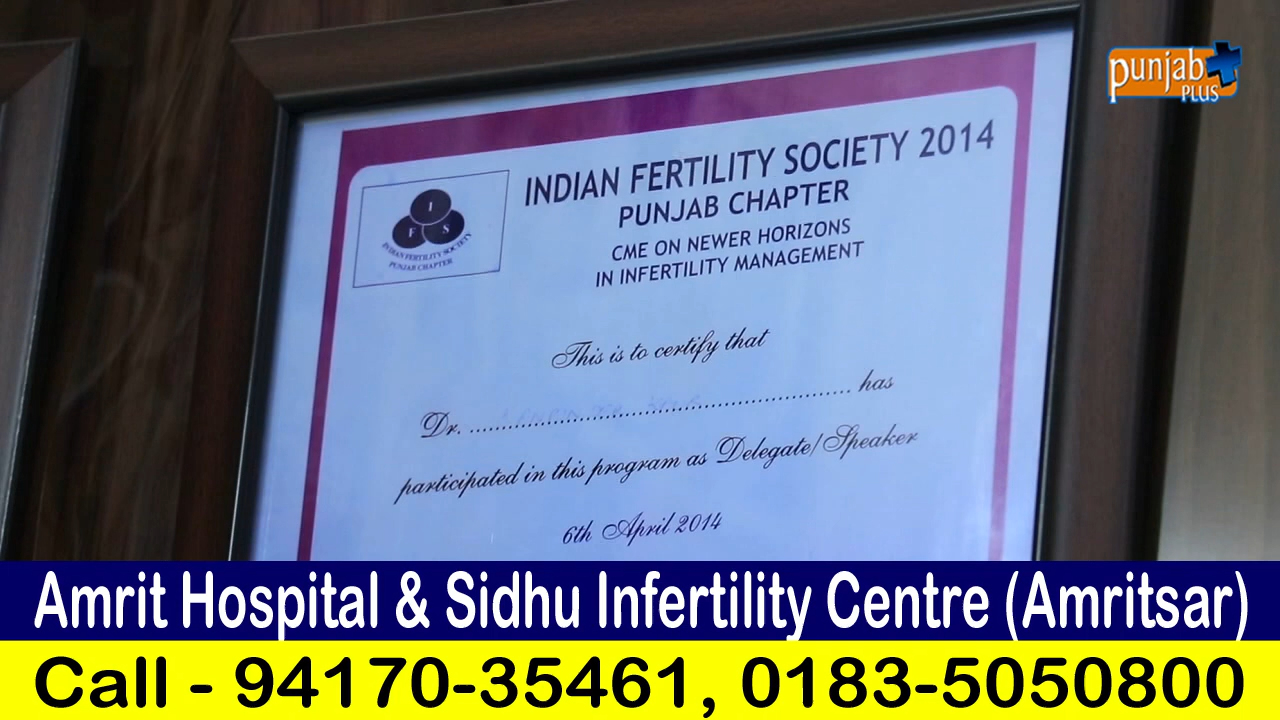 punjab
PLUS
INDIAN FERTILITY SOCIETY 2014
PUNJAB CHAPTER
CME ON NEWER HORIZONS
IN INFERTILITY MANAGEMENT
I
F S
INDIAN FERTILITY SOCIETY
PUNJAB CHAPTER
This is to certify that
Dr. ............................................................ has
participated in this program as Delegate/Speaker
6th April 2014
Amrit Hospital & Sidhu Infertility Centre (Amritsar)
Call - 94170-35461, 0183-5050800